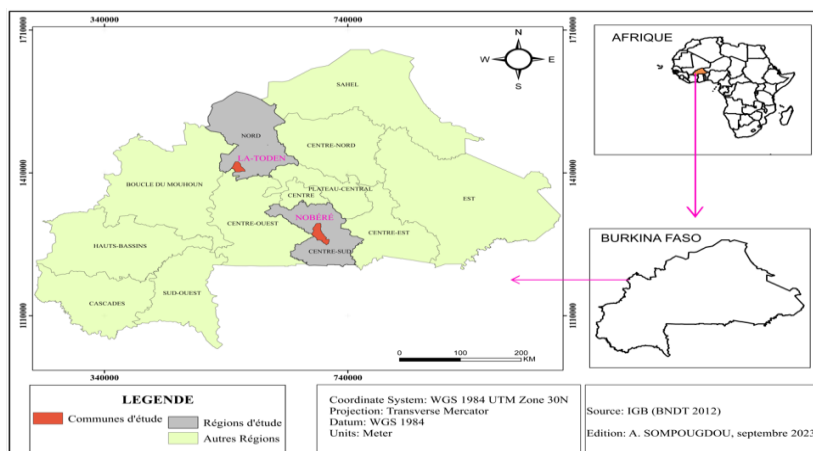 340000
740000
1710000
1710000
N
W
E
S
AFRIQUE
SAHEL
NORD
CENTRE-NORD
LA-TODEN
1410000
1410000
BOUCLE DU MOUHOUN
PLATEAU-CENTRAL
CENTRE
EST
NOBÉRÉ
CENTRE-OUEST
CENTRE-EST
HAUTS-BASSINS
CENTRE-SUD
BURKINA FASO
SUD-OUEST
CASCADES
1110000
1110000
0
100
200
KM
340000
740000
LEGENDE
Communes d'étude
Régions d'étude
Autres Régions
Coordinate System: WGS 1984 UTM Zone 30N
Projection: Transverse Mercator
Datum: WGS 1984
Units: Meter
Source: IGB (BNDT 2012)
Edition: A. SOMPOUGDOU, septembre 2023